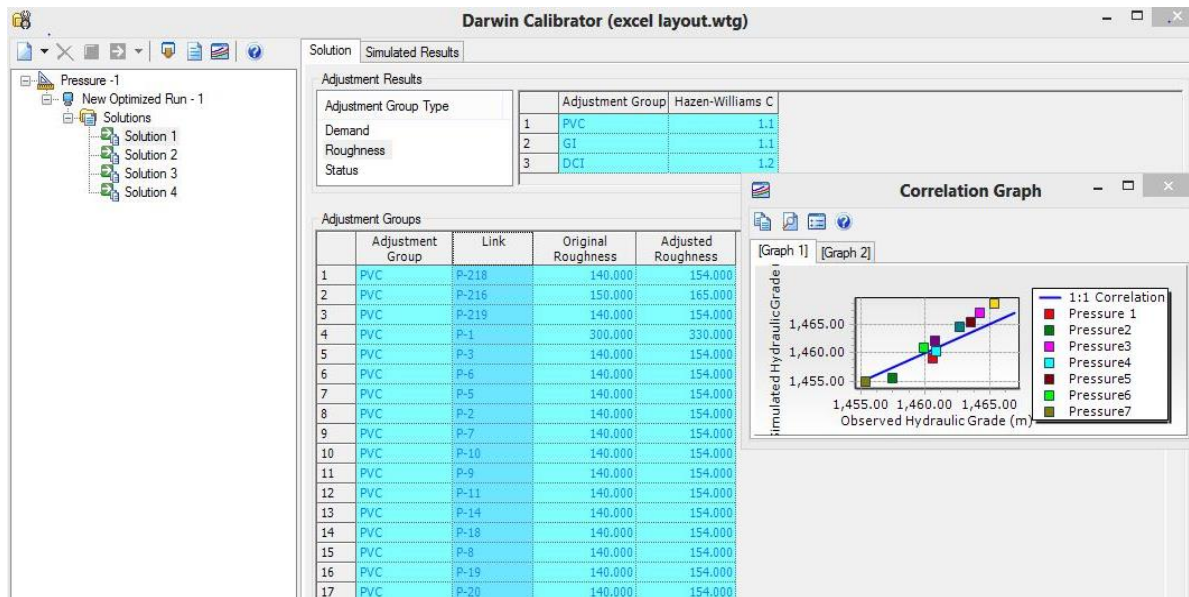 Darwin Calibrator (excel layout.wtg)
Pressure -1
New Optimized Run - 1
Solutions
Solution 1
Solution 2
Solution 3
Solution 4
Solution Simulated Results
Adjustment Results
Adjustment Group Type
Demand
Roughness
Status
Adjustment Group Hazen-Williams C
1 PVC 1.1
2 GI 1.1
3 DCI 1.2
Adjustment Groups
Adjustment Group Link Original Roughness Adjusted Roughness
1 PVC P-218 140.000 154.000
2 PVC P-216 150.000 165.000
3 PVC P-219 140.000 154.000
4 PVC P-1 300.000 330.000
5 PVC P-3 140.000 154.000
6 PVC P-6 140.000 154.000
7 PVC P-5 140.000 154.000
8 PVC P-2 140.000 154.000
9 PVC P-7 140.000 154.000
10 PVC P-10 140.000 154.000
11 PVC P-9 140.000 154.000
12 PVC P-11 140.000 154.000
13 PVC P-14 140.000 154.000
14 PVC P-18 140.000 154.000
15 PVC P-8 140.000 154.000
16 PVC P-19 140.000 154.000
17 PVC P-20 140.000 154.000
Correlation Graph
[Graph 1] [Graph 2]
Simulated Hydraulic Grade
1,465.00
1,460.00
1,455.00
1,455.00 1,460.00 1,465.00
Observed Hydraulic Grade (m)
1:1 Correlation
Pressure 1
Pressure2
Pressure3
Pressure4
Pressure5
Pressure6
Pressure7